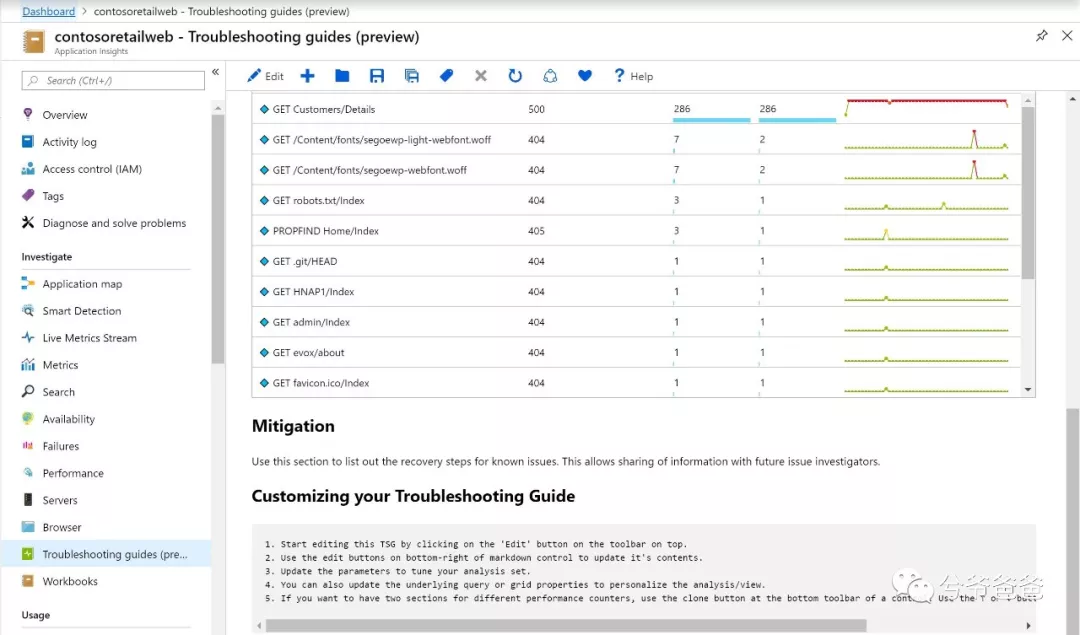 Dashboard > contosoretailweb - Troubleshooting guides (preview)
contosoretailweb - Troubleshooting guides (preview)
Application Insights
Search (Ctrl+/)
«
Edit
? Help
Overview
Activity log
Access control (IAM)
Tags
Diagnose and solve problems
Investigate
Application map
Smart Detection
Live Metrics Stream
Metrics
Search
Availability
Failures
Performance
Servers
Browser
Troubleshooting guides (pre...
Workbooks
Usage
GET Customers/Details 500 286 286
GET /Content/fonts/segoewp-light-webfont.woff 404 7 2
GET /Content/fonts/segoewp-webfont.woff 404 7 2
GET robots.txt/Index 404 3 1
PROPFIND Home/Index 405 3 1
GET .git/HEAD 404 1 1
GET HNAP1/Index 404 1 1
GET admin/Index 404 1 1
GET evox/about 404 1 1
GET favicon.ico/Index 404 1 1
Mitigation
Use this section to list out the recovery steps for known issues. This allows sharing of information with future issue investigators.
Customizing your Troubleshooting Guide
1. Start editing this TSG by clicking on the 'Edit' button on the toolbar on top.
2. Use the edit buttons on bottom-right of markdown control to update it's contents.
3. Update the parameters to tune your analysis set.
4. You can also update the underlying query or grid properties to personalize the analysis/view.
5. If you want to have two sections for different performance counters, use the clone button at the bottom toolbar of a Use the
兮爷爸爸